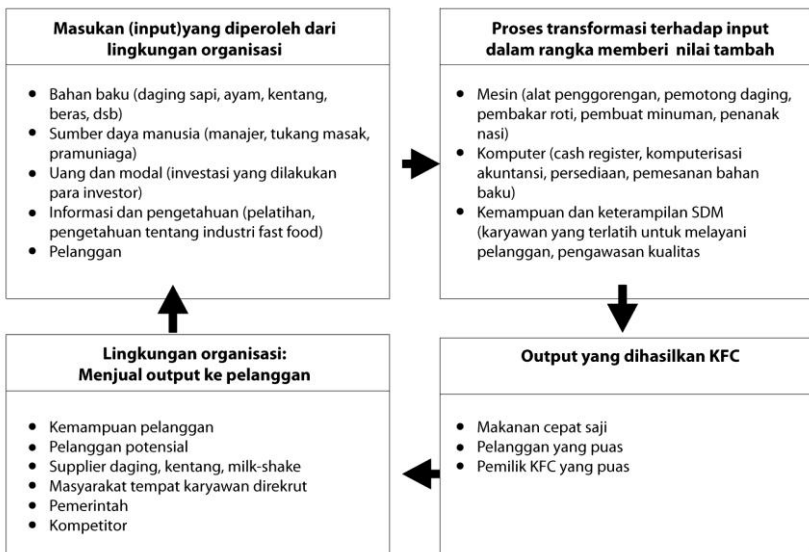 Masukan (input)yang diperoleh dari
lingkungan organisasi
• Bahan baku (daging sapi, ayam, kentang,
beras, dsb)
• Sumber daya manusia (manajer, tukang masak,
pramuniaga)
• Uang dan modal (investasi yang dilakukan
para investor)
• Informasi dan pengetahuan (pelatihan,
pengetahuan tentang industri fast food)
• Pelanggan
Proses transformasi terhadap input
dalam rangka memberi nilai tambah
• Mesin (alat penggorengan, pemotong daging,
pembakar roti, pembuat minuman, penanak
nasi)
• Komputer (cash register, komputerisasi
akuntansi, persediaan, pemesanan bahan
baku)
• Kemampuan dan keterampilan SDM
(karyawan yang terlatih untuk melayani
pelanggan, pengawasan kualitas
Lingkungan organisasi:
Menjual output ke pelanggan
• Kemampuan pelanggan
• Pelanggan potensial
• Supplier daging, kentang, milk-shake
• Masyarakat tempat karyawan direkrut
• Pemerintah
• Kompetitor
Output yang dihasilkan KFC
• Makanan cepat saji
• Pelanggan yang puas
• Pemilik KFC yang puas